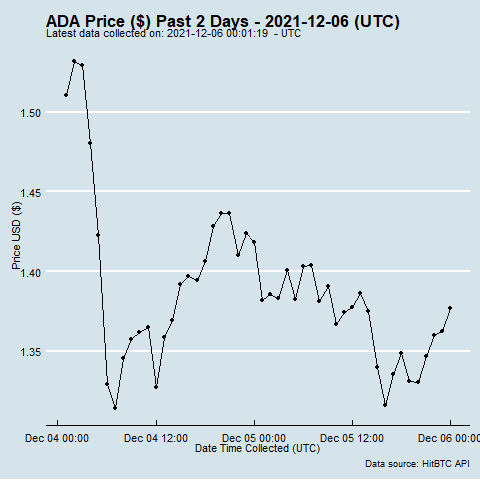 ADA Price ($) Past 2 Days - 2021-12-06 (UTC)
Latest data collected on: 2021-12-06 00:01:19 - UTC
Price USD ($)
1.50
1.45
1.40
1.35
Dec 04 00:00 Dec 04 12:00 Dec 05 00:00 Dec 05 12:00 Dec 06 00:00
Date Time Collected (UTC)
Data source: HitBTC API